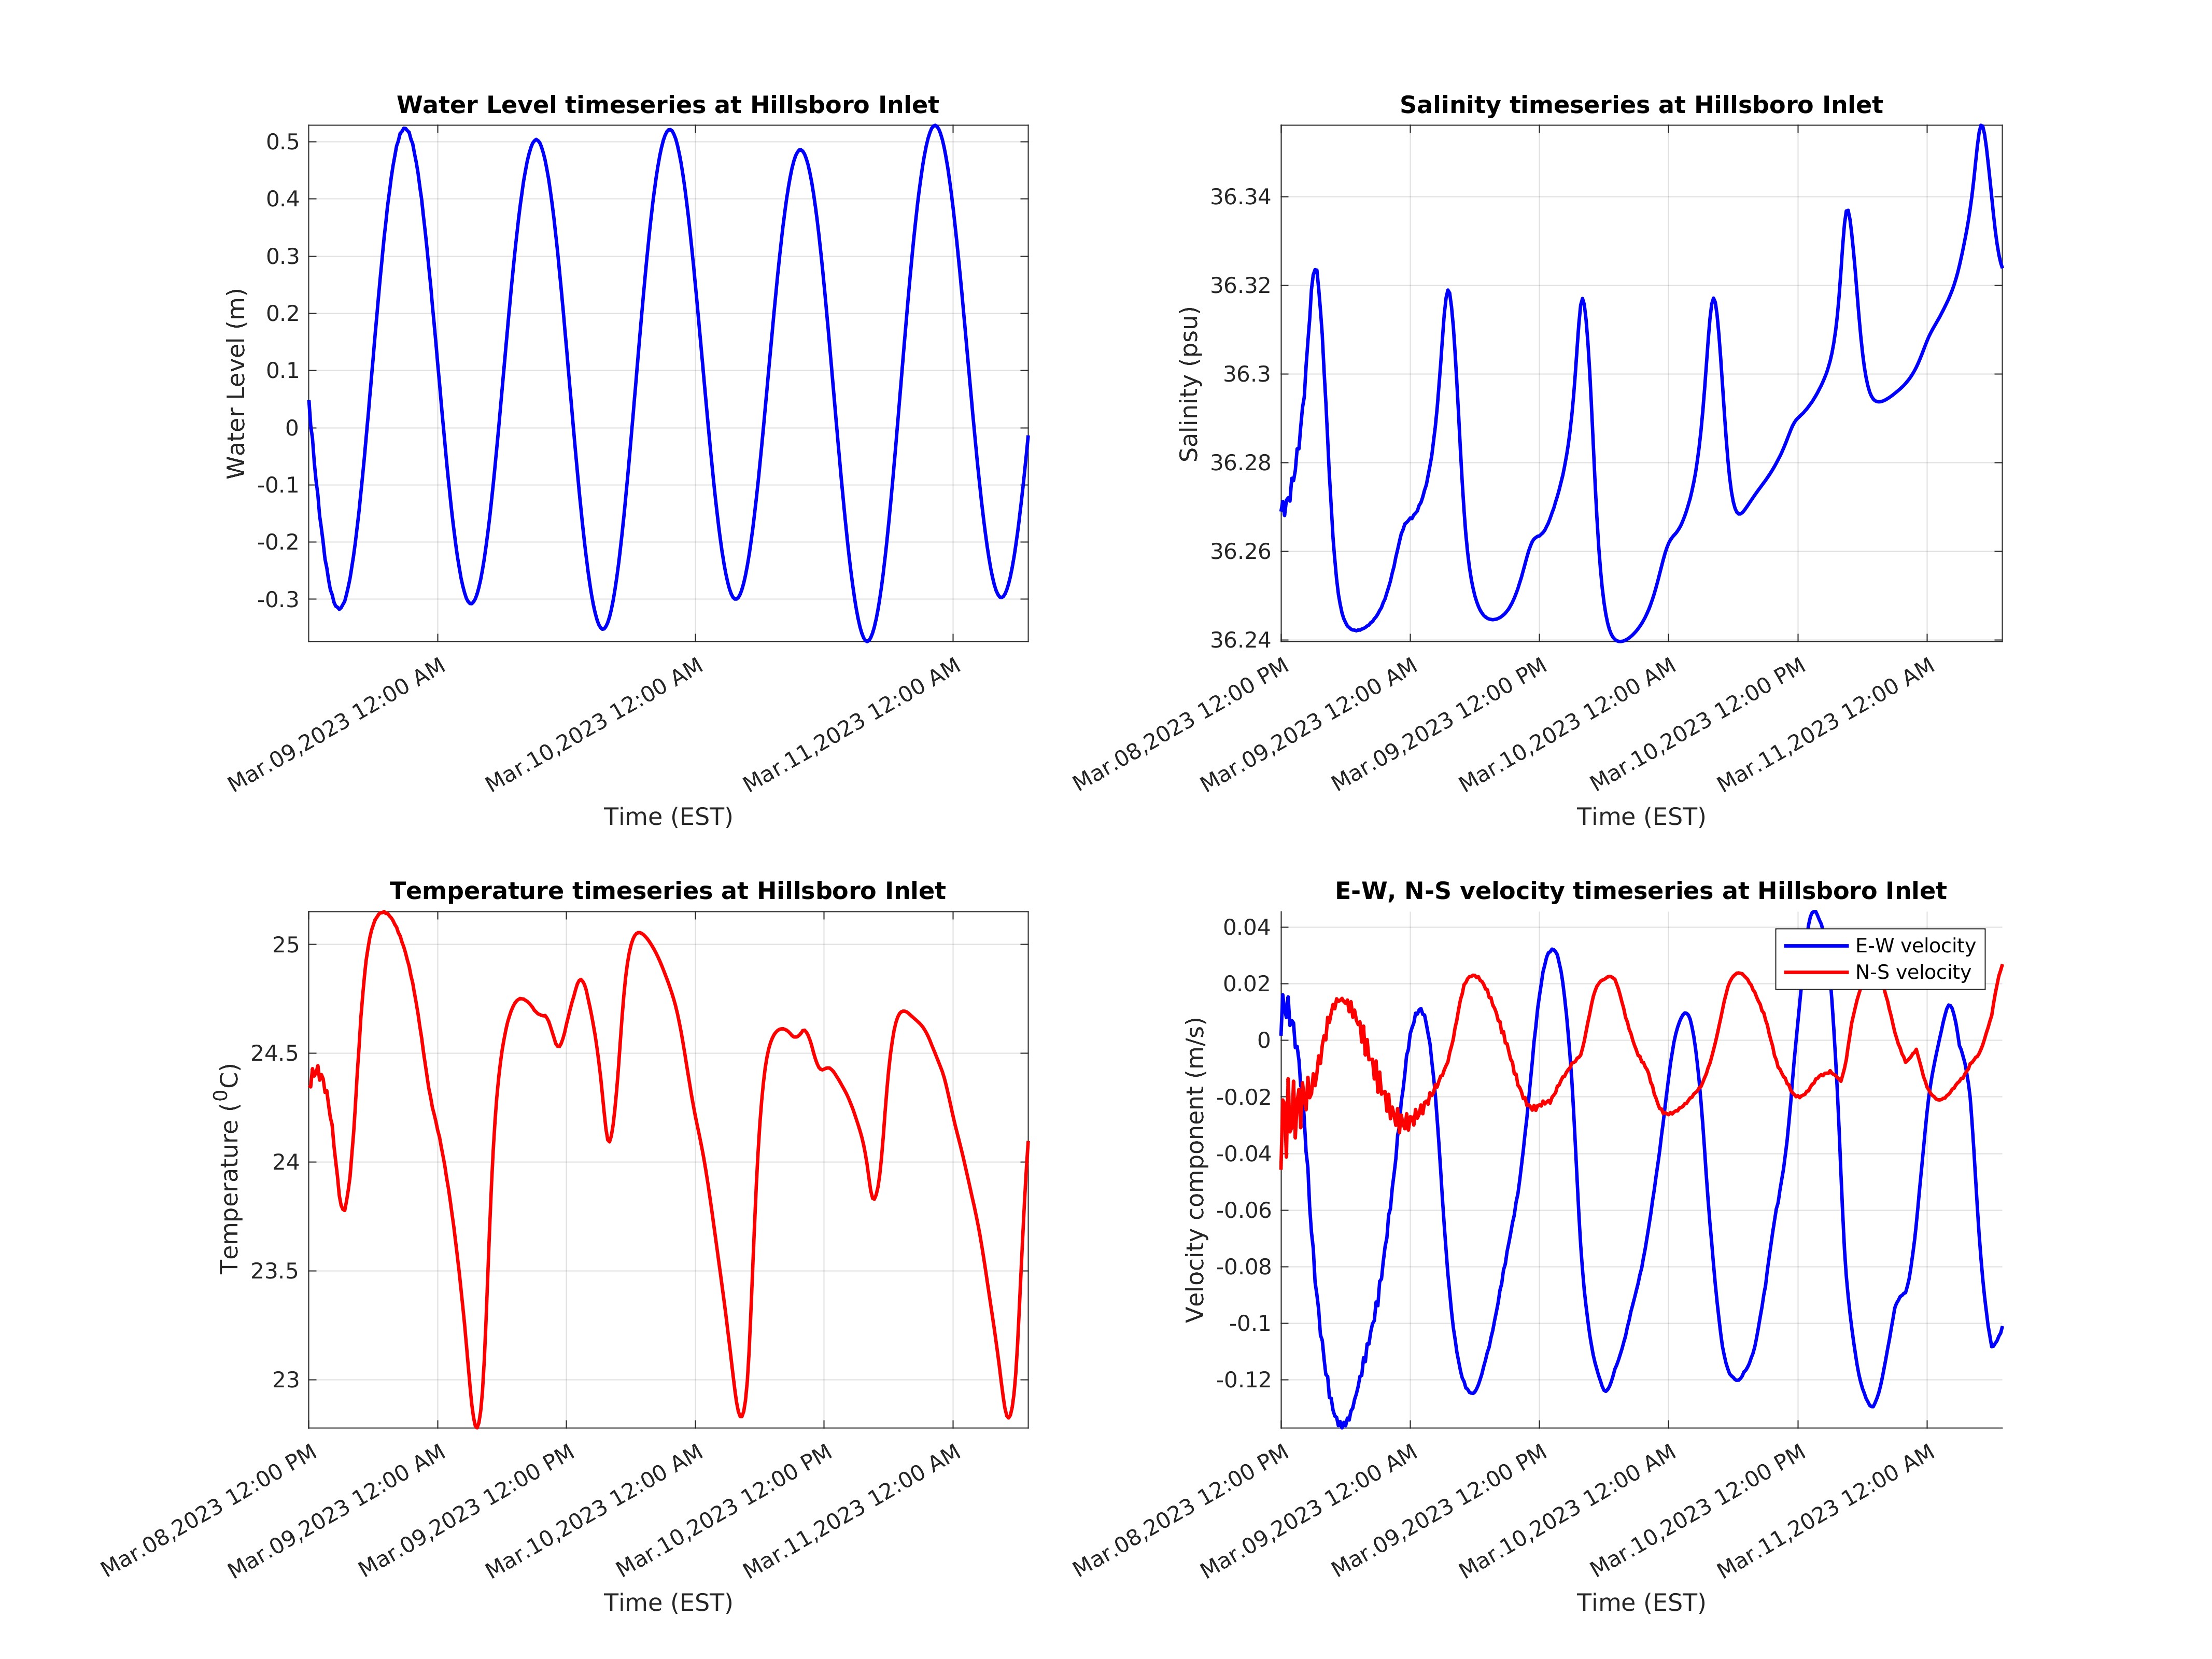 Water Level timeseries at Hillsboro Inlet
Water Level (m)
0.5
0.4
0.3
0.2
0.1
0
-0.1
-0.2
-0.3
Mar.09,2023 12:00 AM
Mar.10,2023 12:00 AM
Mar.11,2023 12:00 AM
Time (EST)
Salinity timeseries at Hillsboro Inlet
Salinity (psu)
36.34
36.32
36.3
36.28
36.26
36.24
Mar.08,2023 12:00 PM
Mar.09,2023 12:00 AM
Mar.09,2023 12:00 PM
Mar.10,2023 12:00 AM
Mar.10,2023 12:00 PM
Mar.11,2023 12:00 AM
Time (EST)
Temperature timeseries at Hillsboro Inlet
Temperature (⁰C)
25
24.5
24
23.5
23
Mar.08,2023 12:00 PM
Mar.09,2023 12:00 AM
Mar.09,2023 12:00 PM
Mar.10,2023 12:00 AM
Mar.10,2023 12:00 PM
Mar.11,2023 12:00 AM
Time (EST)
E-W, N-S velocity timeseries at Hillsboro Inlet
Velocity component (m/s)
0.04
0.02
0
-0.02
-0.04
-0.06
-0.08
-0.1
-0.12
E-W velocity
N-S velocity
Mar.08,2023 12:00 PM
Mar.09,2023 12:00 AM
Mar.09,2023 12:00 PM
Mar.10,2023 12:00 AM
Mar.10,2023 12:00 PM
Mar.11,2023 12:00 AM
Time (EST)